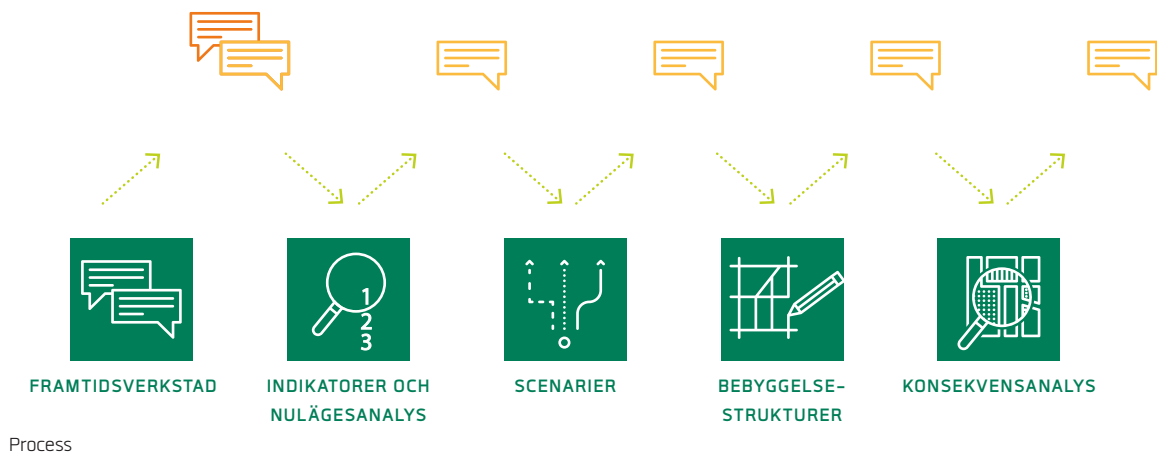 1
2
3
FRAMTIDSVERKSTAD
INDIKATORER OCH
NULÄGESANALYS
SCENARIER
BEBYGGELSE-
STRUKTURER
KONSEKVENSANALYS
Process